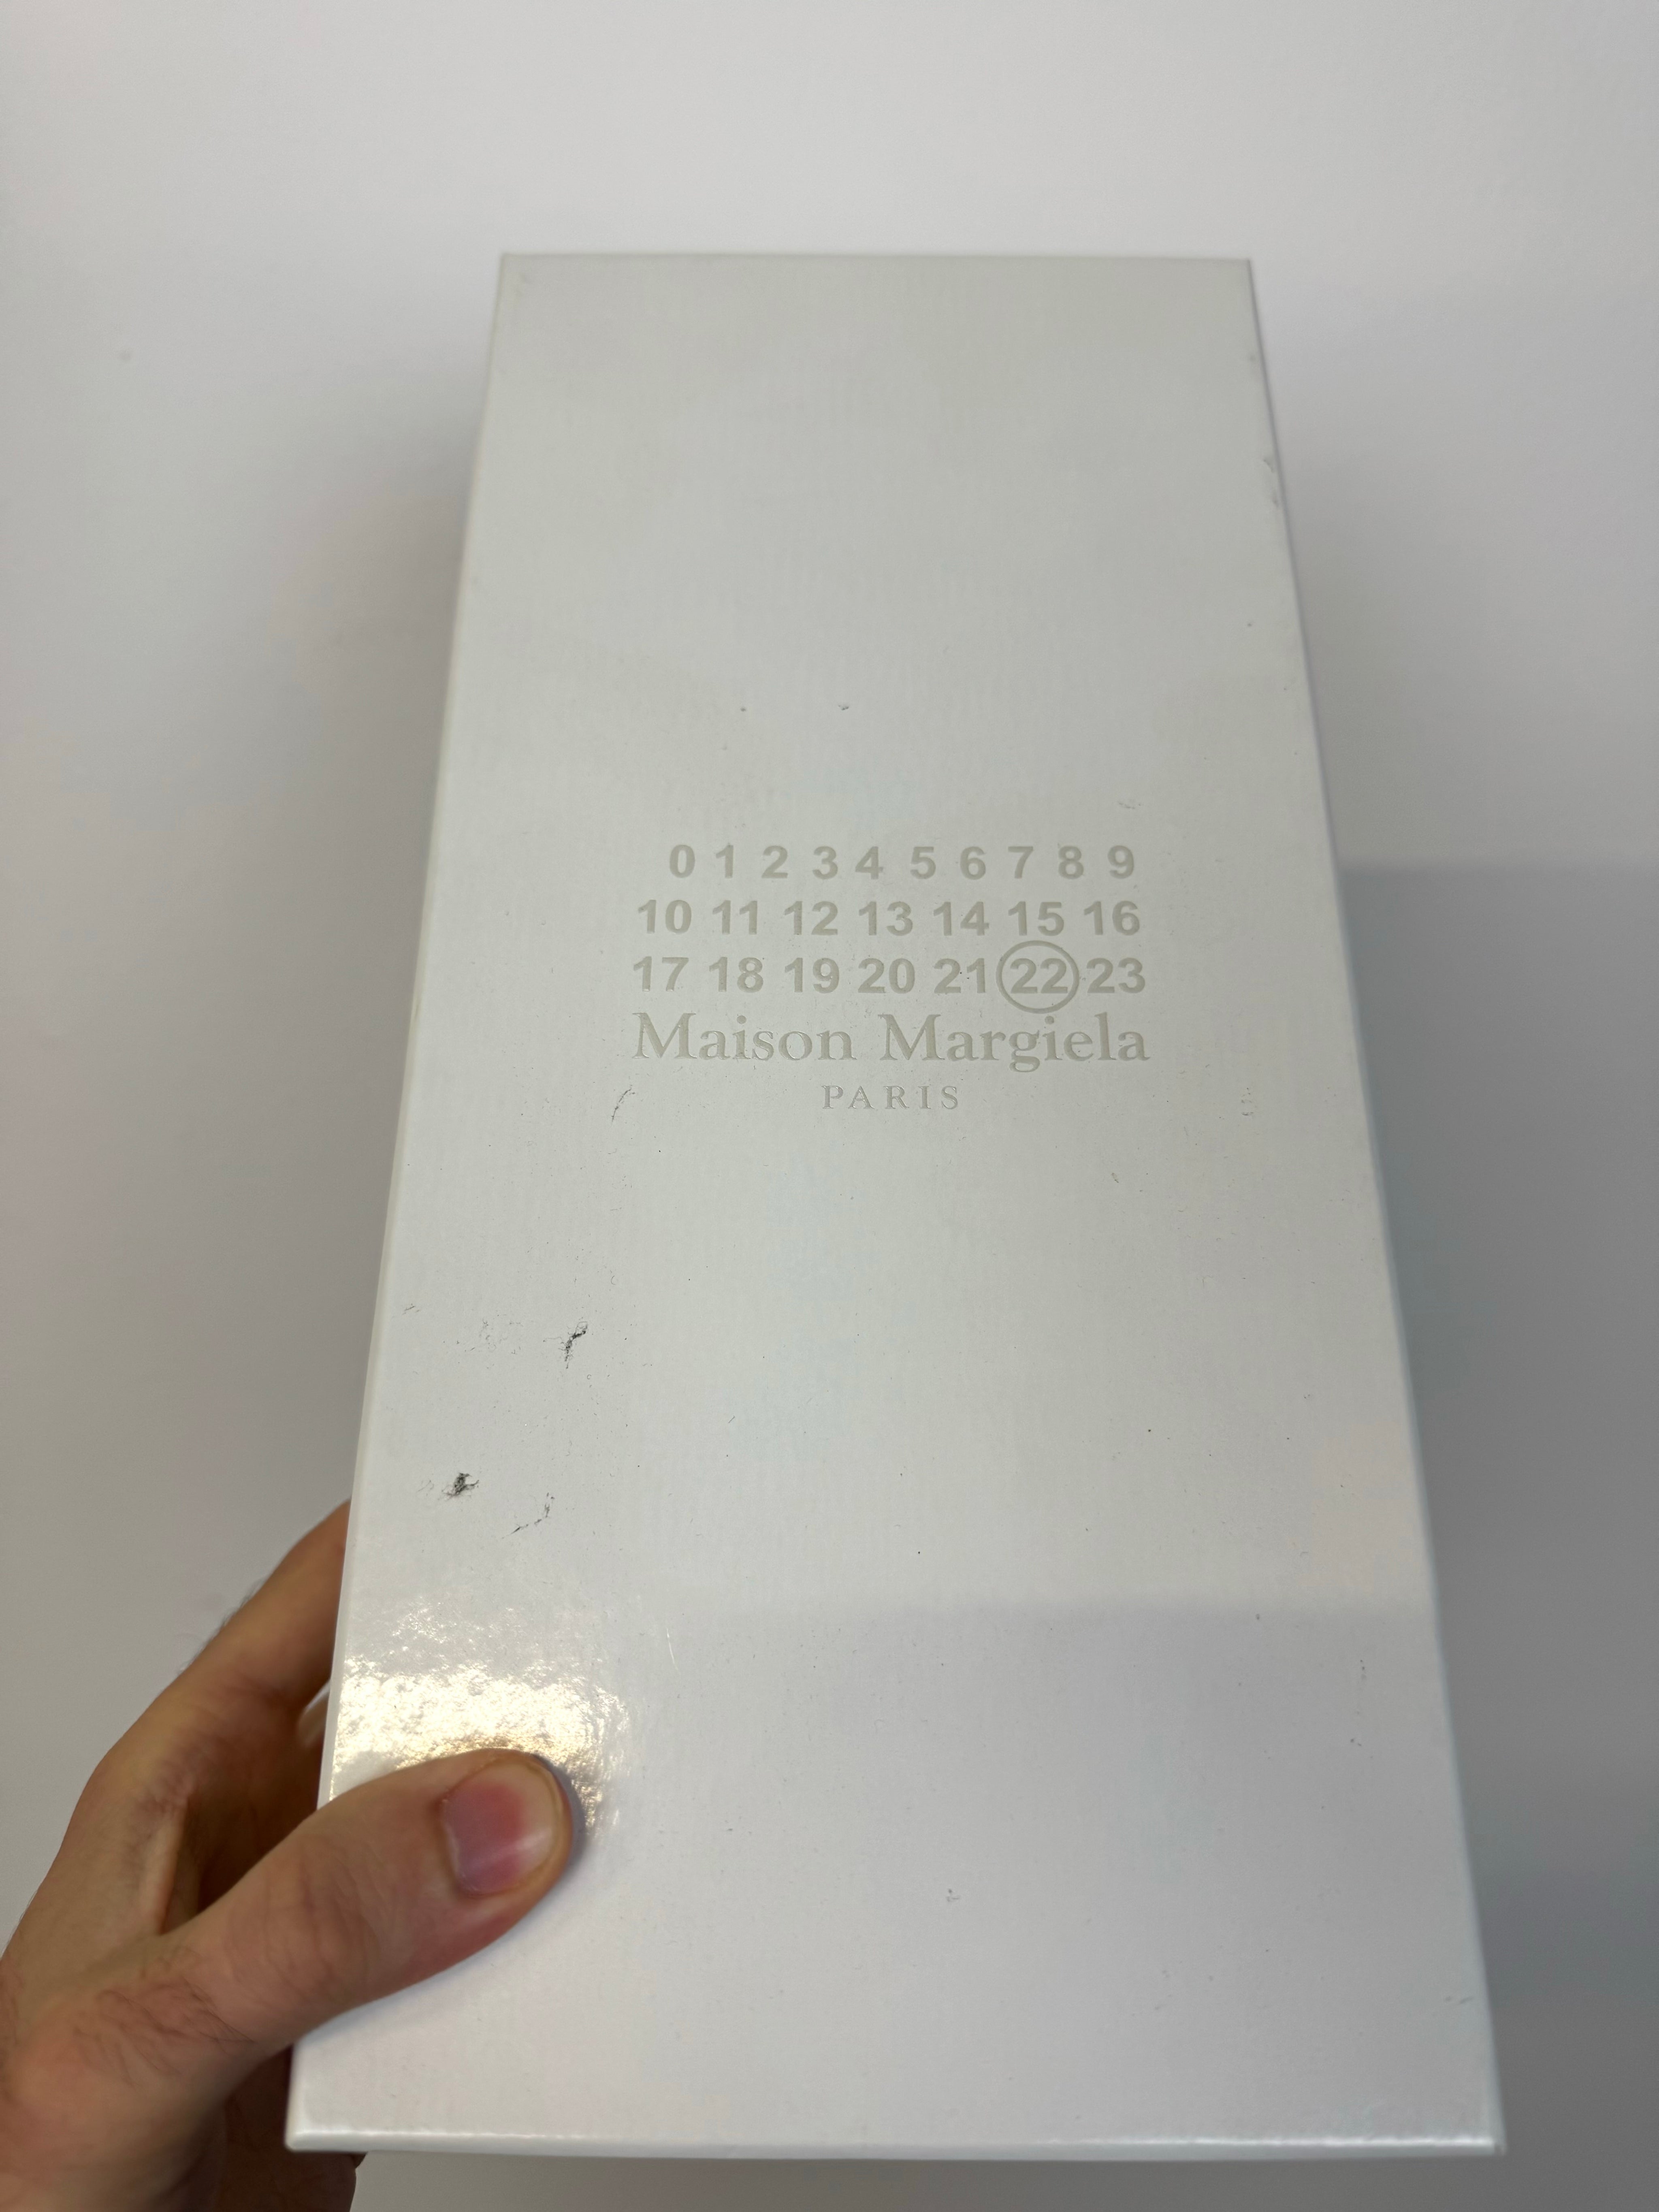 0 1 2 3 4 5 6 7 8 9
10 11 12 13 14 15 16
17 18 19 20 21 22 23
Maison Margiela
PARIS